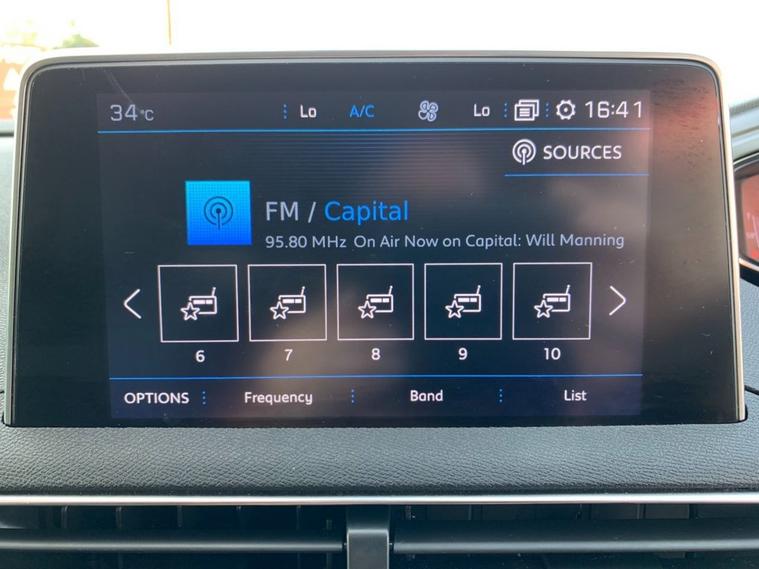 34°C Lo A/C Lo 16:41
SOURCES
FM / Capital
95.80 MHz On Air Now on Capital: Will Manning
6 7 8 9 10
OPTIONS Frequency Band List